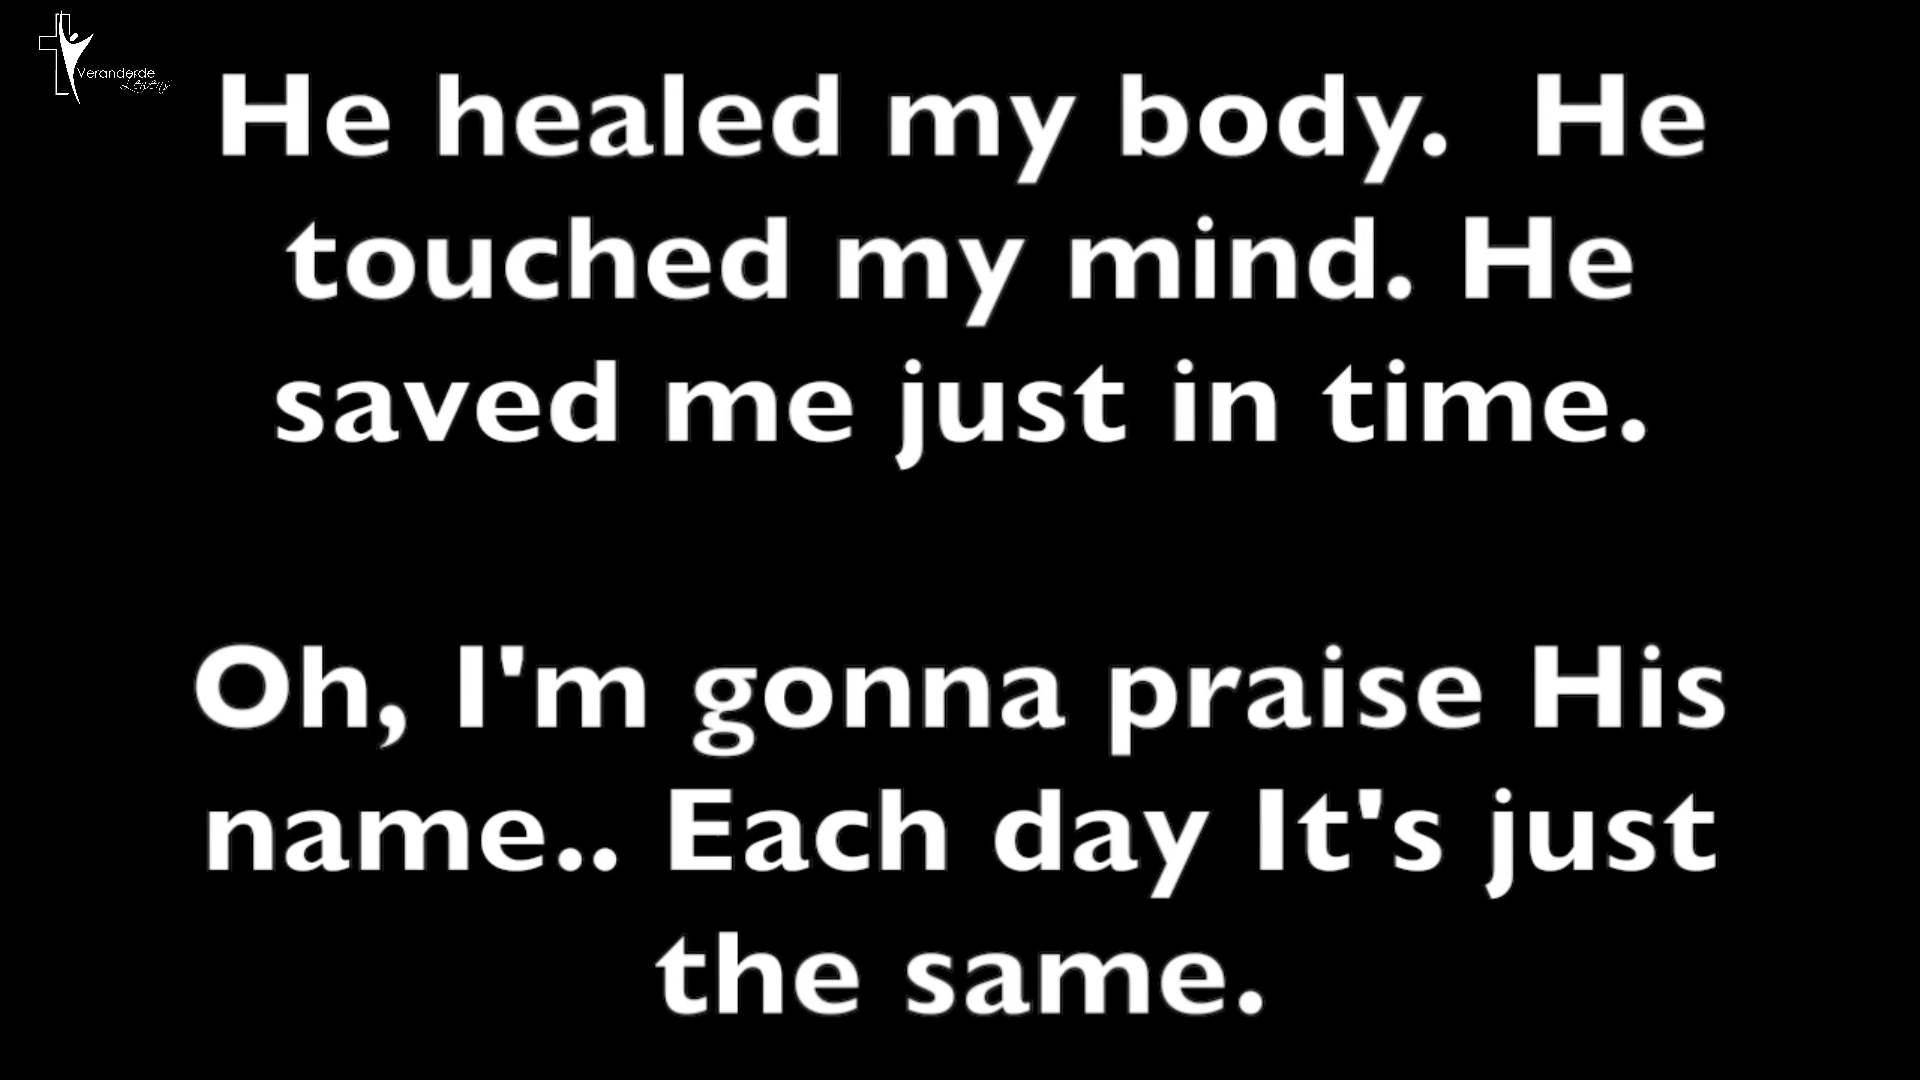 Veranderde
Levens
He healed my body.  He
touched my mind. He
saved me just in time.
Oh, I'm gonna praise His
name.. Each day It's just
the same.